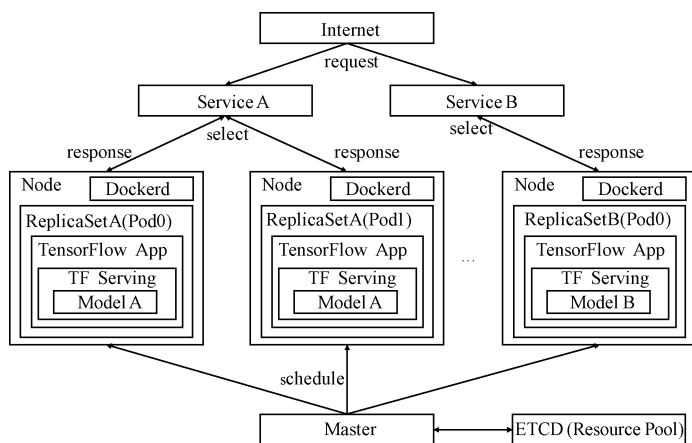 Internet
request
Service A
Service B
select
select
response
response
response
Node
Dockerd
Node
Dockerd
Node
Dockerd
ReplicaSetA(Pod0)
ReplicaSetA(Pod1)
ReplicaSetB(Pod0)
TensorFlow App
TensorFlow App
TensorFlow App
...
TF Serving
TF Serving
TF Serving
Model A
Model A
Model B
schedule
Master
ETCD (Resource Pool)